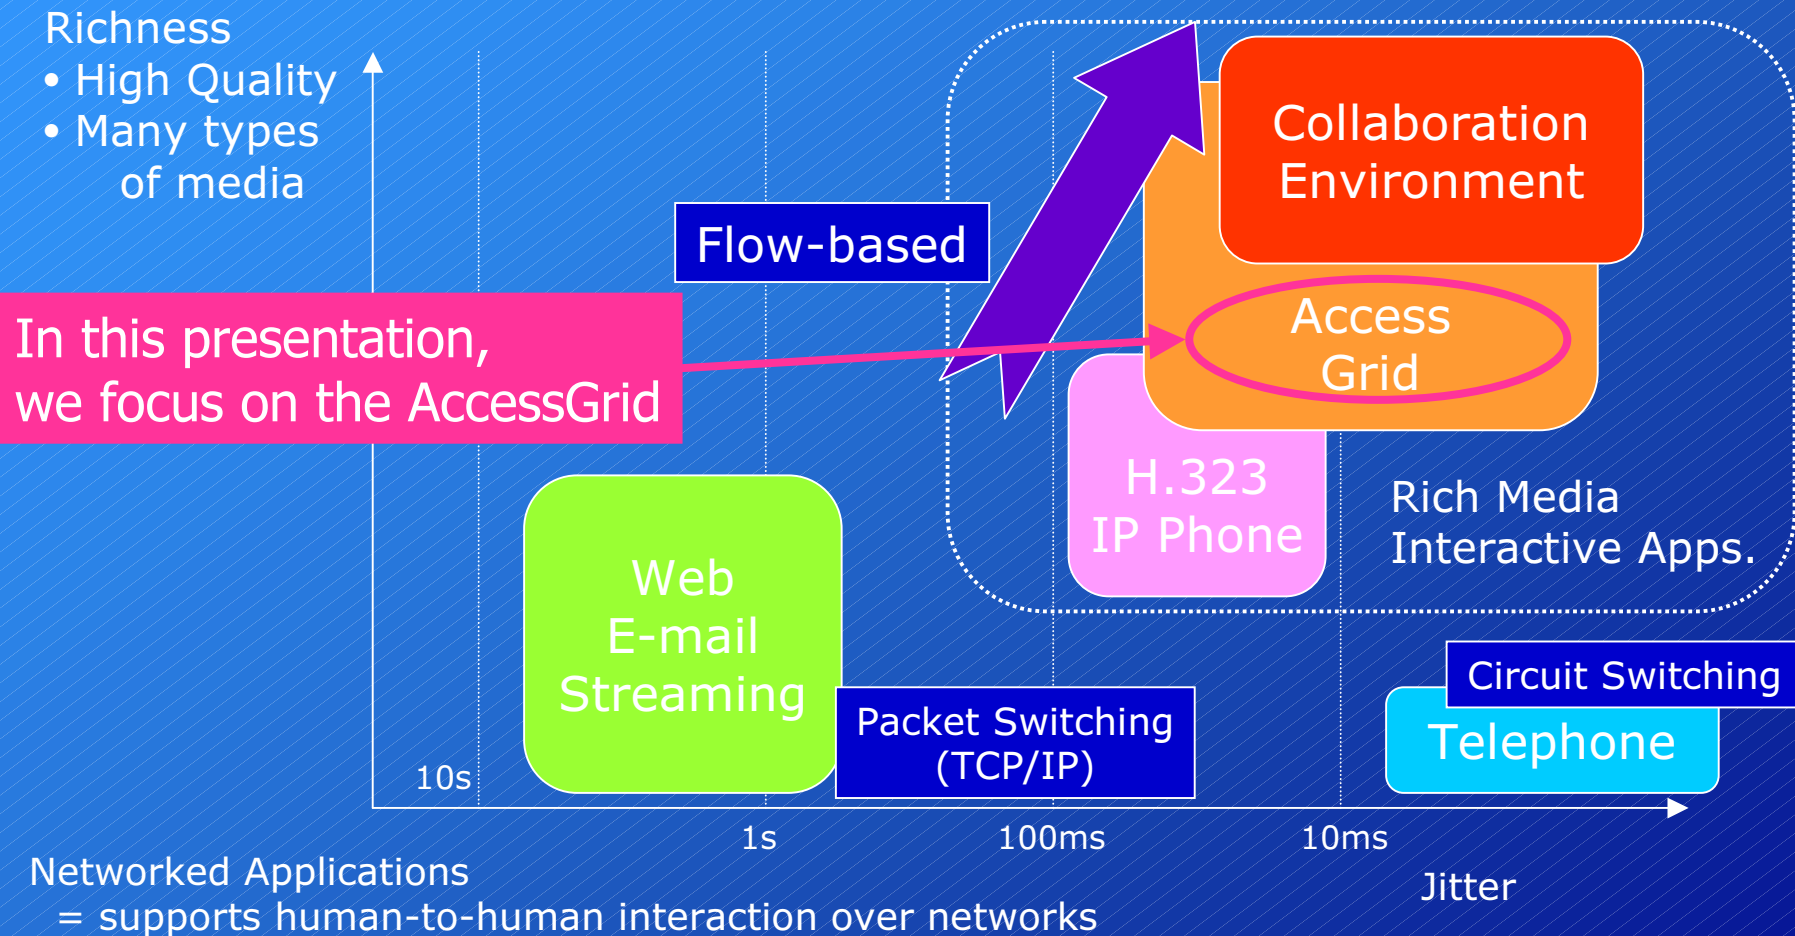 Richness
• High Quality
• Many types
of media
Collaboration
Environment
Flow-based
Access
Grid
In this presentation,
we focus on the AccessGrid
H.323
IP Phone
Rich Media
Interactive Apps.
Web
E-mail
Streaming
Packet Switching
(TCP/IP)
Circuit Switching
Telephone
10s
1s
100ms
10ms
Jitter
Networked Applications
= supports human-to-human interaction over networks